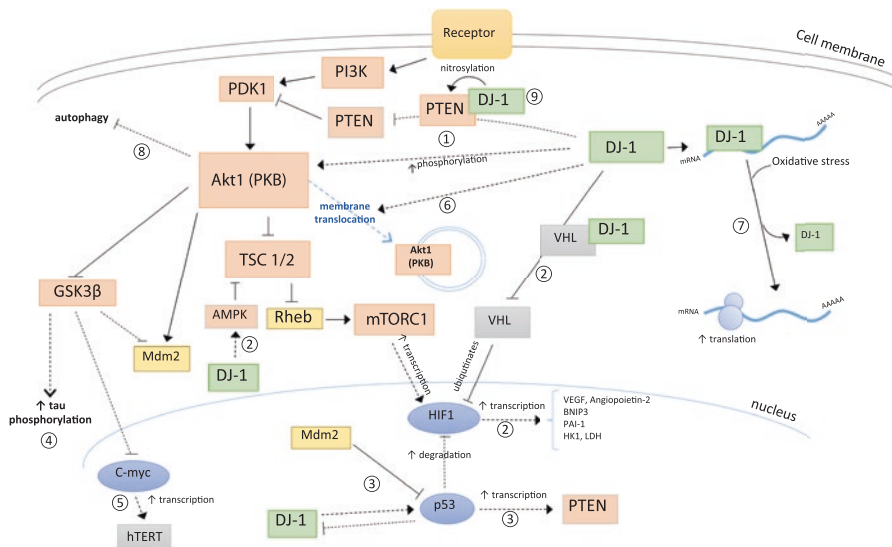 Receptor
Cell membrane
nitrosylation
PI3K
PDK1
PTEN
PTEN
DJ-1
⑨
①
autophagy
⑧
DJ-1
mRNA
DJ-1
AAAAA
Oxidative stress
↑ phosphorylation
Akt1 (PKB)
membrane
translocation
⑥
Akt1
(PKB)
VHL
DJ-1
②
⑦
DJ-1
TSC 1/2
GSK3β
AMPK
Rheb
mTORC1
VHL
mRNA
AAAAA
↑ translation
②
Mdm2
DJ-1
↑ transcription
ubiqutinates
↑ tau
phosphorylation
④
nucleus
HIF1
↑ transcription
②
VEGF, Angiopoietin-2
BNIP3
PAI-1
HK1, LDH
Mdm2
↑ degradation
C-myc
⑤
↑ transcription
hTERT
③
DJ-1
p53
↑ transcription
③
PTEN